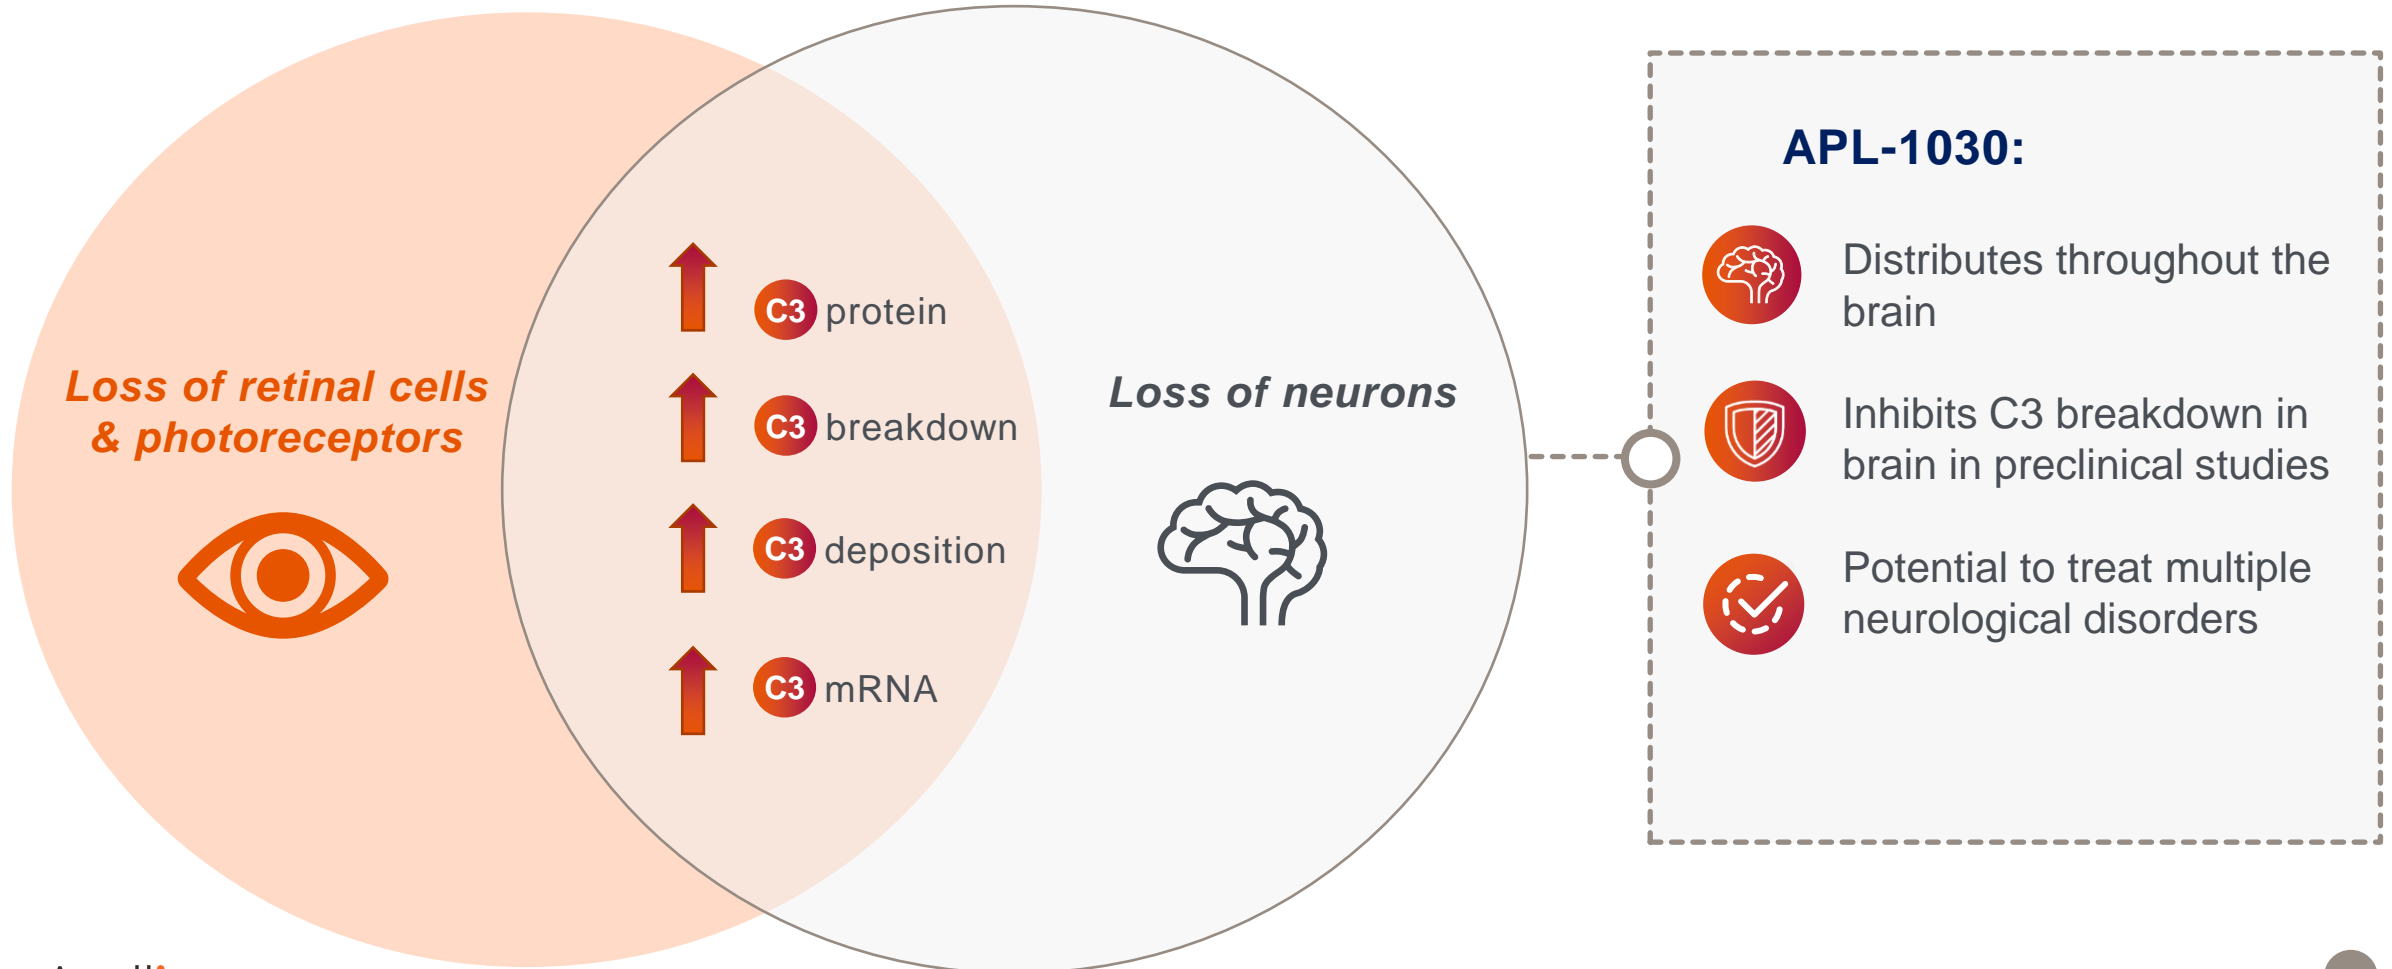 Loss of retinal cells
& photoreceptors
C3 protein
C3 breakdown
C3 deposition
C3 mRNA
Loss of neurons
APL-1030:
Distributes throughout the
brain
Inhibits C3 breakdown in
brain in preclinical studies
Potential to treat multiple
neurological disorders